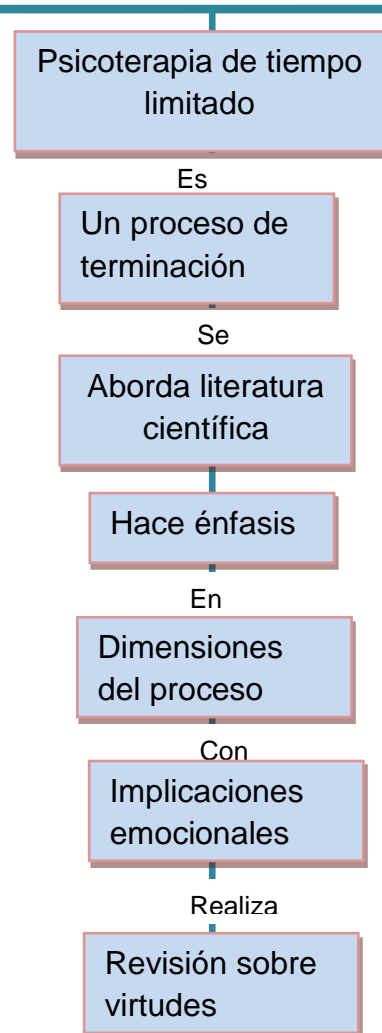 Psicoterapia de tiempo
limitado
Es
Un proceso de
terminación
Se
Aborda literatura
científica
Hace énfasis
En
Dimensiones
del proceso
Con
Implicaciones
emocionales
Realiza
Revisión sobre
virtudes